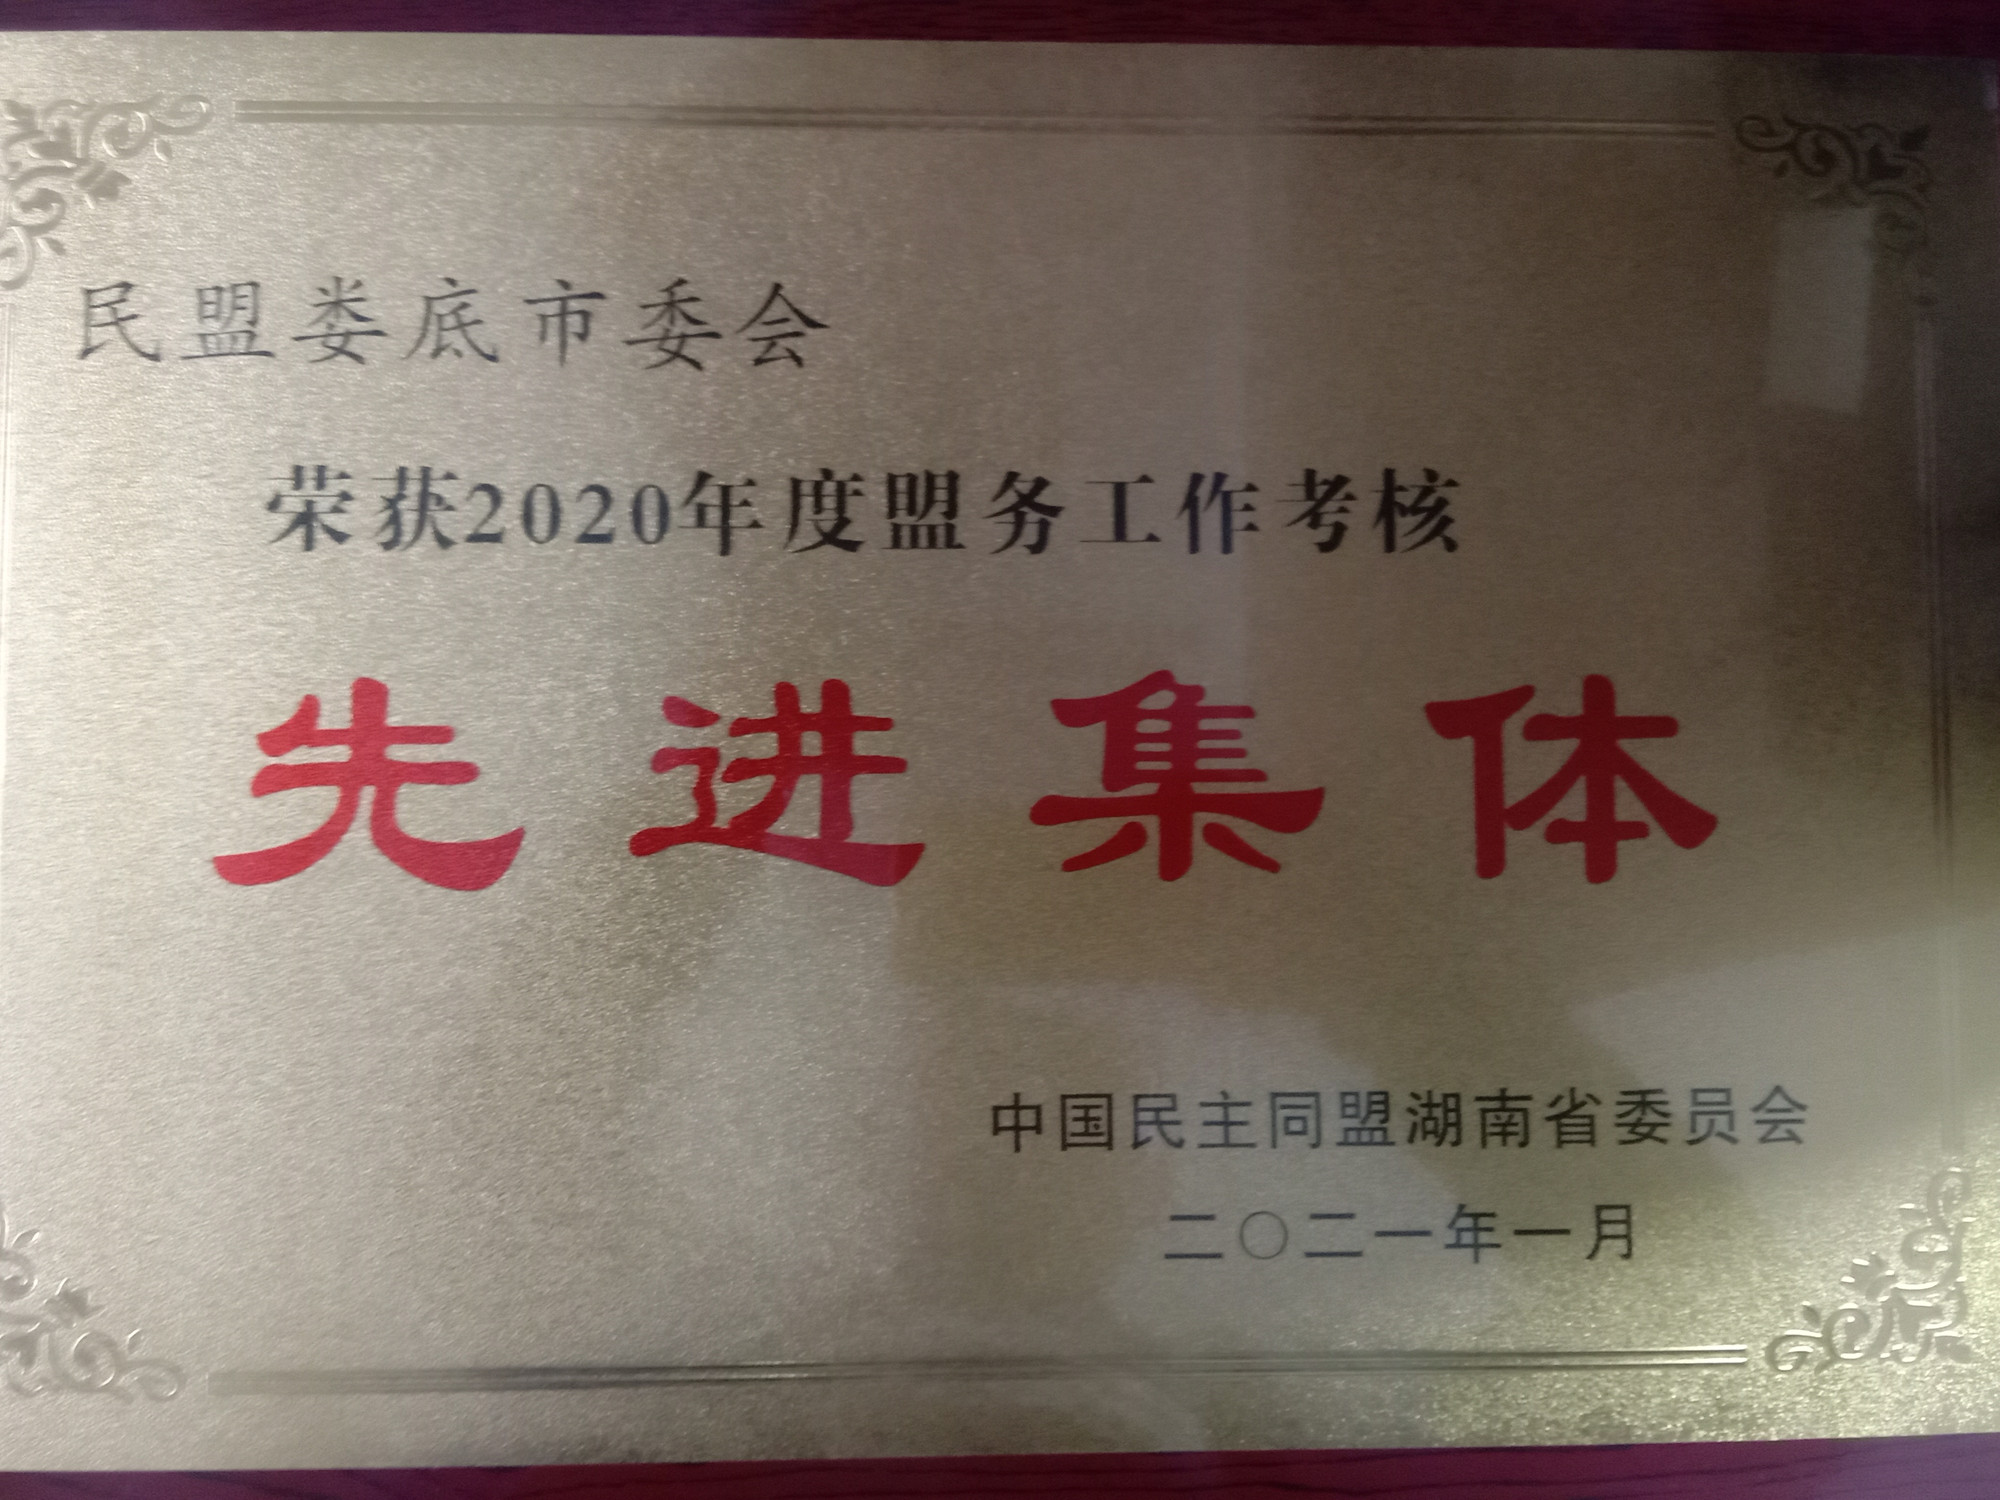 民盟娄底市委会
荣获2020年度盟务工作考核
先进集体
中国民主同盟湖南省委员会
二〇二一年一月